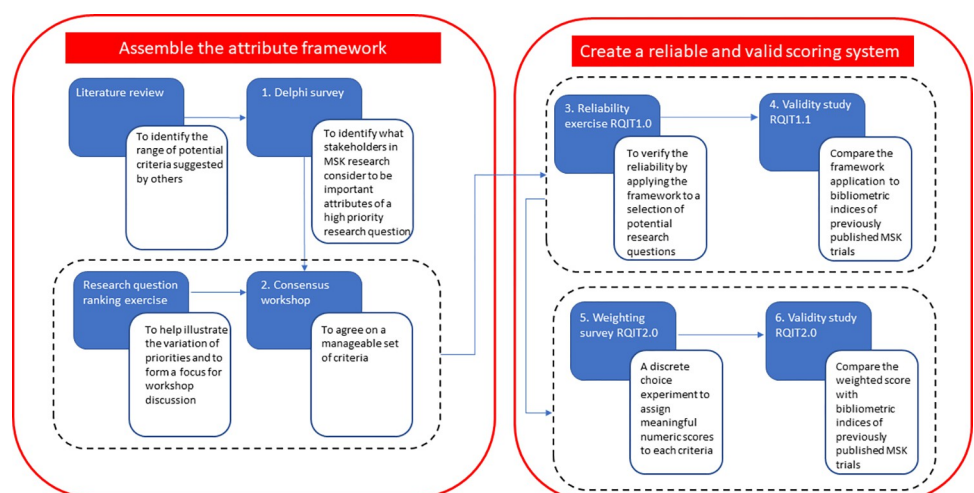 Assemble the attribute framework
Literature review
To identify the
range of potential
criteria suggested
by others
1. Delphi survey
To identify what
stakeholders in
MSK research
consider to be
important
attributes of a
high priority
research question
Research question
ranking exercise
To help illustrate
the variation of
priorities and to
form a focus for
workshop
discussion
2. Consensus
workshop
To agree on a
manageable set of
criteria
Create a reliable and valid scoring system
3. Reliability
exercise RQIT1.0
To verify the
reliability by
applying the
framework to a
selection of
potential
research
questions
4. Validity study
RQIT1.1
Compare the
framework
application to
bibliometric
indices of
previously
published MSK
trials
5. Weighting
survey RQIT2.0
A discrete
choice
experiment to
assign
meaningful
numeric scores
to each criteria
6. Validity study
RQIT2.0
Compare the
weighted score
with
bibliometric
indices of
previously
published MSK
trials